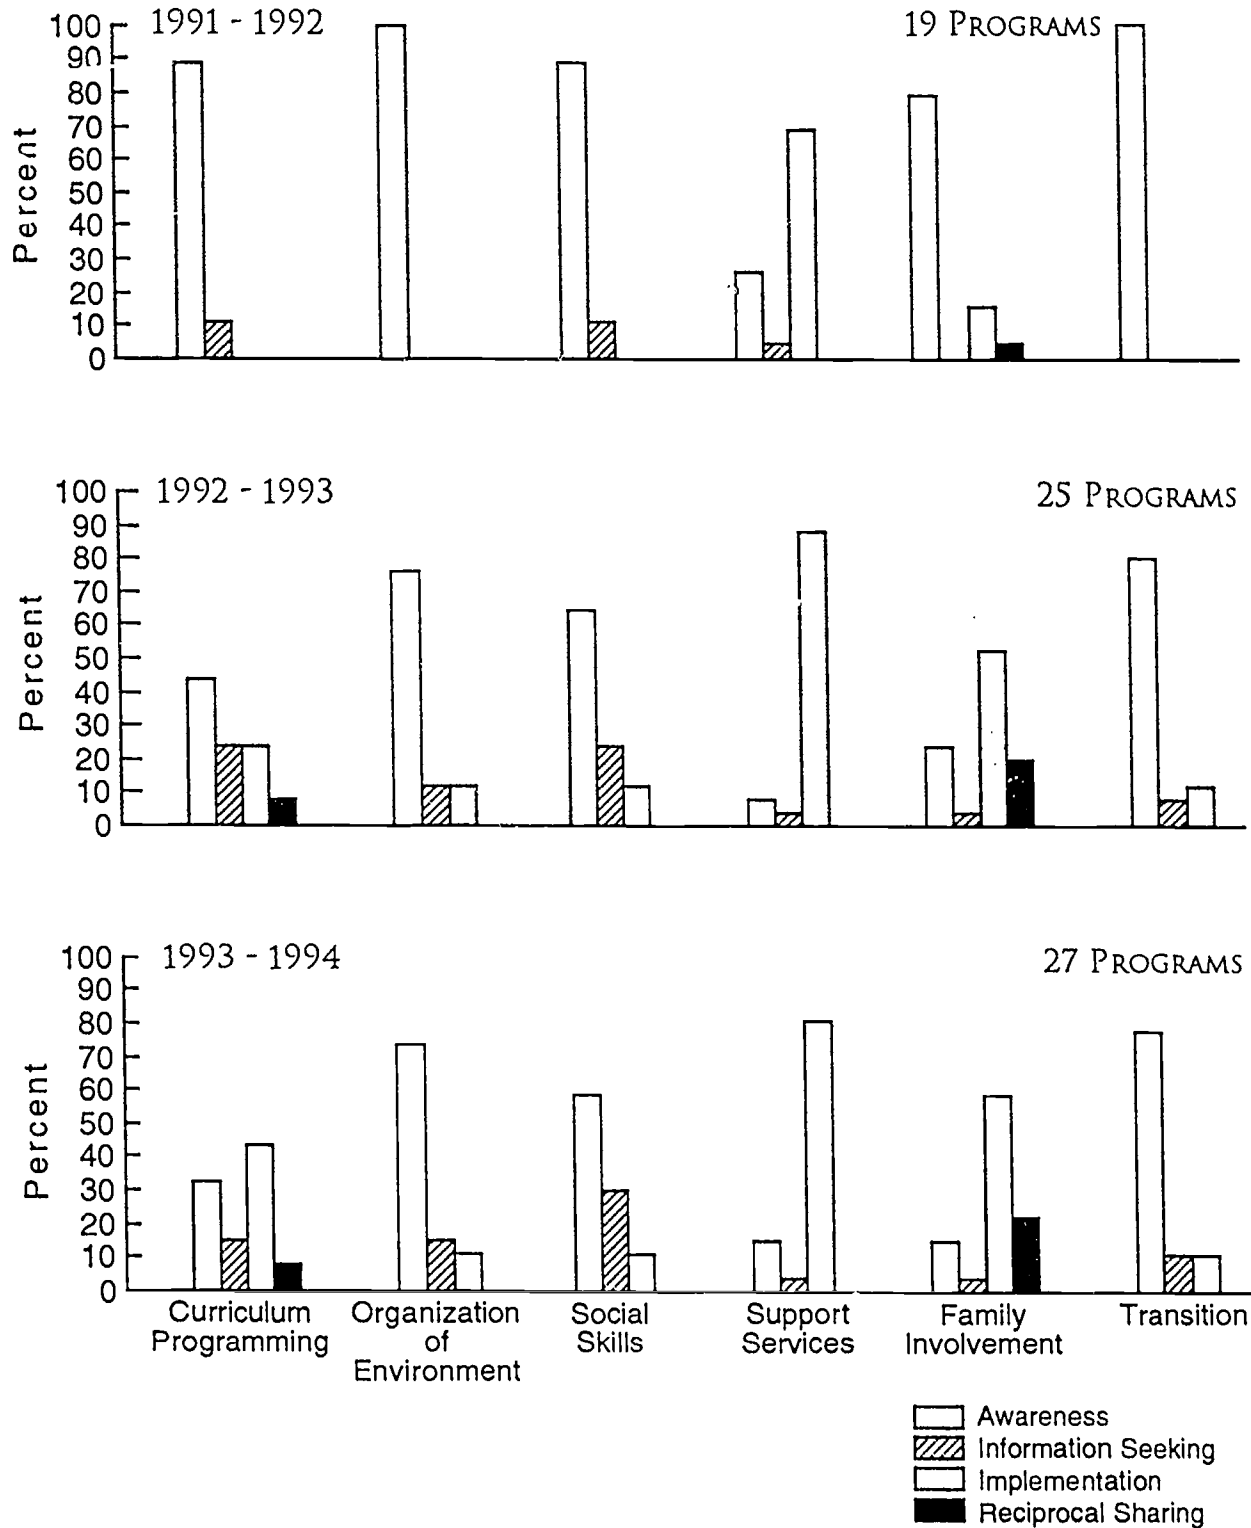 1991 - 1992
19 PROGRAMS
Percent
100
90
80
70
60
50
40
30
20
10
0
1992 - 1993
25 PROGRAMS
Percent
100
90
80
70
60
50
40
30
20
10
0
1993 - 1994
27 PROGRAMS
Percent
100
90
80
70
60
50
40
30
20
10
0
Curriculum
Programming
Organization
of
Environment
Social
Skills
Support
Services
Family
Involvement
Transition
Awareness
Information Seeking
Implementation
Reciprocal Sharing